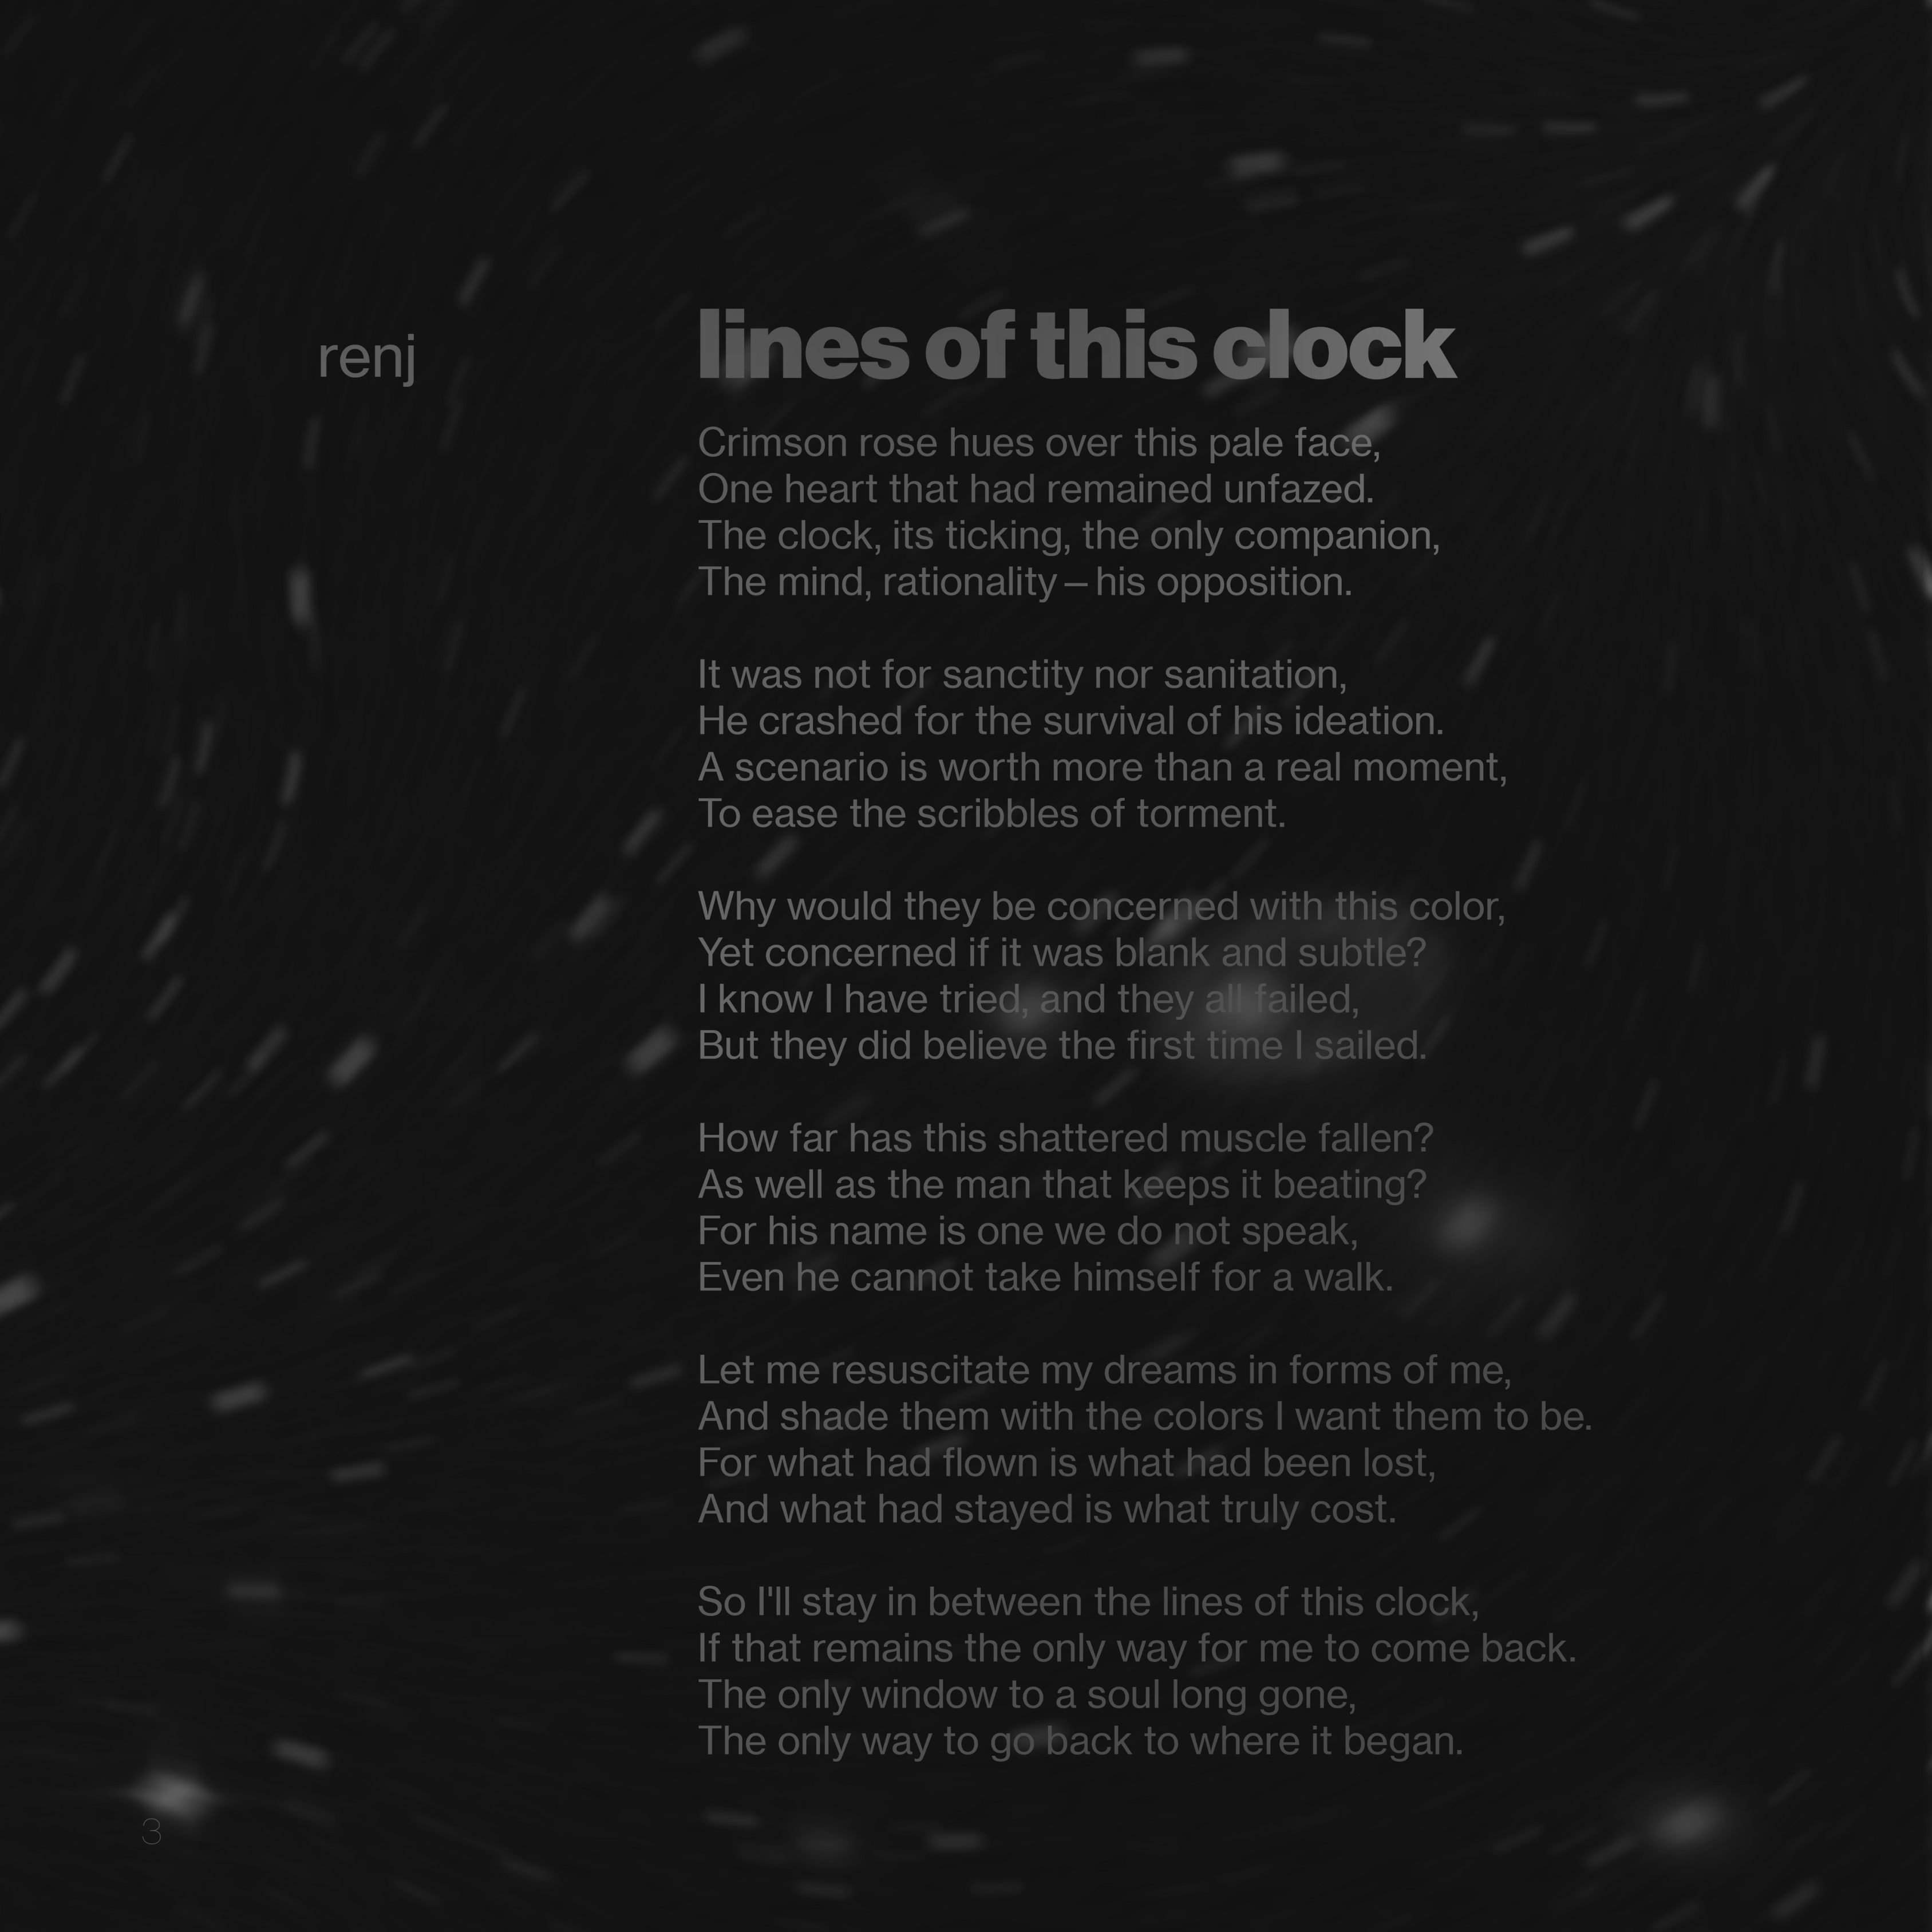 renj
lines of this clock
Crimson rose hues over this pale face,
One heart that had remained unfazed.
The clock, its ticking, the only companion,
The mind, rationality – his opposition.
It was not for sanctity nor sanitation,
He crashed for the survival of his ideation.
A scenario is worth more than a real moment,
To ease the scribbles of torment.
Why would they be concerned with this color,
Yet concerned if it was blank and subtle?
I know I have tried, and they all failed,
But they did believe the first time I sailed.
How far has this shattered muscle fallen?
As well as the man that keeps it beating?
For his name is one we do not speak,
Even he cannot take himself for a walk.
Let me resuscitate my dreams in forms of me,
And shade them with the colors I want them to be.
For what had flown is what had been lost,
And what had stayed is what truly cost.
So I'll stay in between the lines of this clock,
If that remains the only way for me to come back.
The only window to a soul long gone,
The only way to go back to where it began.
3